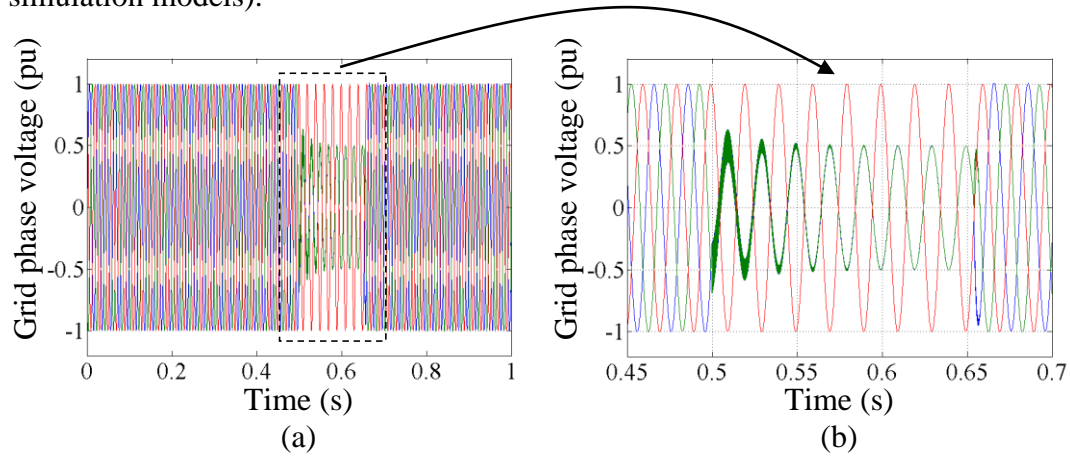 simulation models).
Grid phase voltage (pu)
1
0.5
0
-0.5
-1
0 0.2 0.4 0.6 0.8 1
Time (s)
(a)
Grid phase voltage (pu)
1
0.5
0
-0.5
-1
0.45 0.5 0.55 0.6 0.65 0.7
Time (s)
(b)